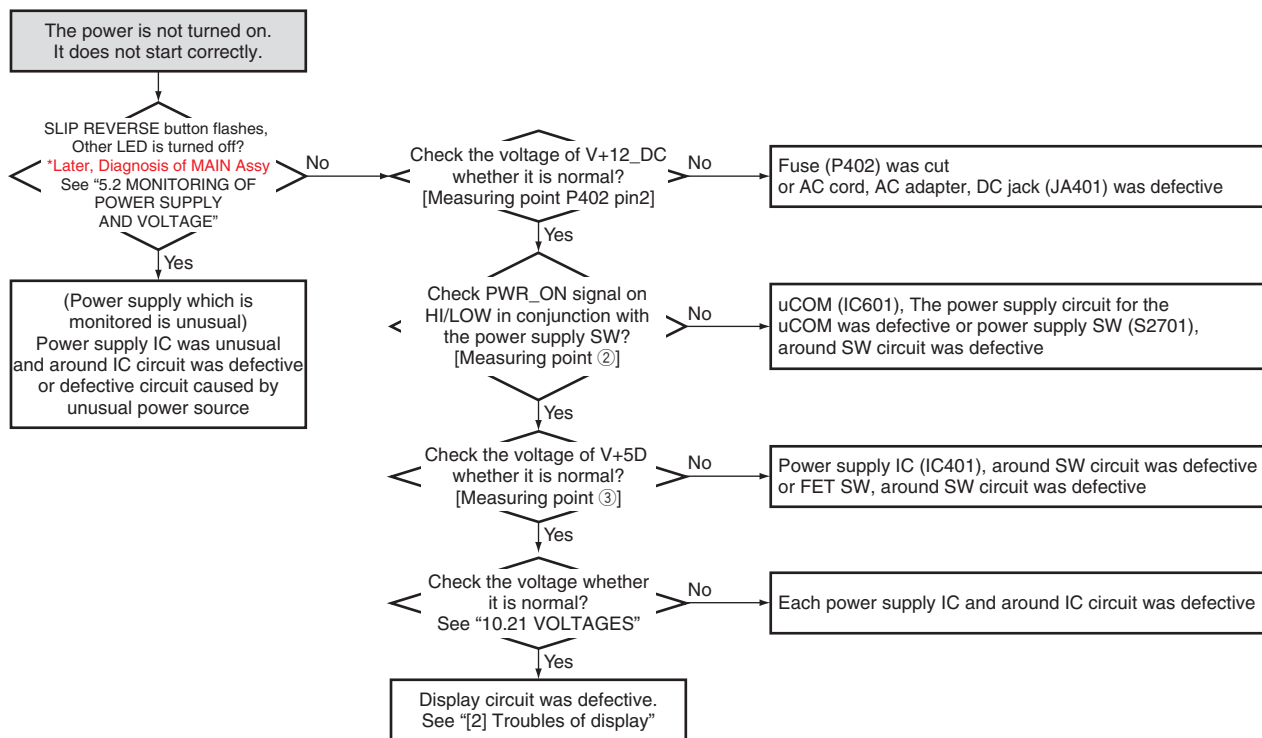 The power is not turned on.
It does not start correctly.
SLIP REVERSE button flashes,
Other LED is turned off?
*Later, Diagnosis of MAIN Assy
See “5.2 MONITORING OF
POWER SUPPLY
AND VOLTAGE”
No
Yes
(Power supply which is
monitored is unusual)
Power supply IC was unusual
and around IC circuit was defective
or defective circuit caused by
unusual power source
Check the voltage of V+12_DC
whether it is normal?
[Measuring point P402 pin2]
No
Fuse (P402) was cut
or AC cord, AC adapter, DC jack (JA401) was defective
Yes
Check PWR_ON signal on
HI/LOW in conjunction with
the power supply SW?
[Measuring point ②]
No
uCOM (IC601), The power supply circuit for the
uCOM was defective or power supply SW (S2701),
around SW circuit was defective
Yes
Check the voltage of V+5D
whether it is normal?
[Measuring point ③]
No
Power supply IC (IC401), around SW circuit was defective
or FET SW, around SW circuit was defective
Yes
Check the voltage whether
it is normal?
See “10.21 VOLTAGES”
No
Each power supply IC and around IC circuit was defective
Yes
Display circuit was defective.
See “[2] Troubles of display”